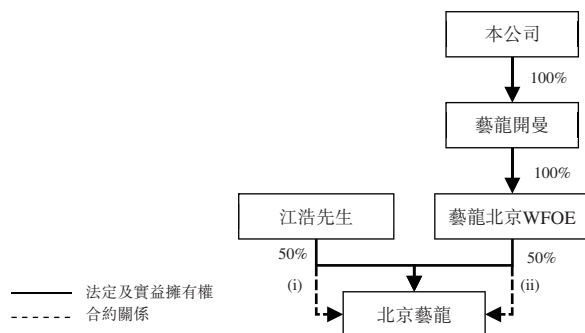 本公司
100%
藝龍開曼
100%
江浩先生
藝龍北京WFOE
50%
50%
(i)
(ii)
北京藝龍
法定及實益擁有權
合約關係